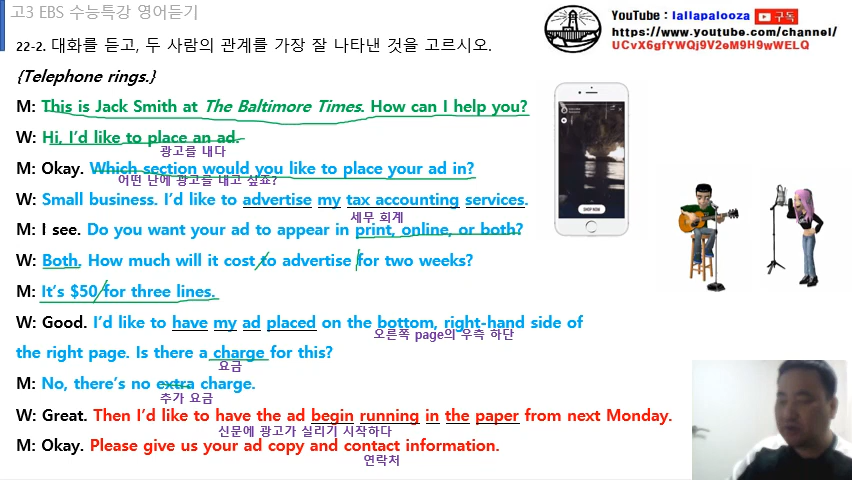 고3 EBS 수능특강 영어듣기
YouTube : lallapalooza 구독
https://www.youtube.com/channel/
UCvX6gfYWQj9V2eM9H9wWELQ
22-2. 대화를 듣고, 두 사람의 관계를 가장 잘 나타낸 것을 고르시오.
{Telephone rings.}
M: This is Jack Smith at The Baltimore Times. How can I help you?
W: Hi, I'd like to place an ad.
광고를 내다
M: Okay. Which section would you like to place your ad in?
어떤 난에 광고를 내고 싶죠?
W: Small business. I'd like to advertise my tax accounting services.
세무 회계
M: I see. Do you want your ad to appear in print, online, or both?
W: Both. How much will it cost to advertise for two weeks?
M: It's $50 for three lines.
W: Good. I'd like to have my ad placed on the bottom, right-hand side of
오른쪽 page의 우측 하단
the right page. Is there a charge for this?
요금
M: No, there's no extra charge.
추가 요금
W: Great. Then I'd like to have the ad begin running in the paper from next Monday.
신문에 광고가 실리기 시작하다
M: Okay. Please give us your ad copy and contact information.
연락처
SHOP NOW